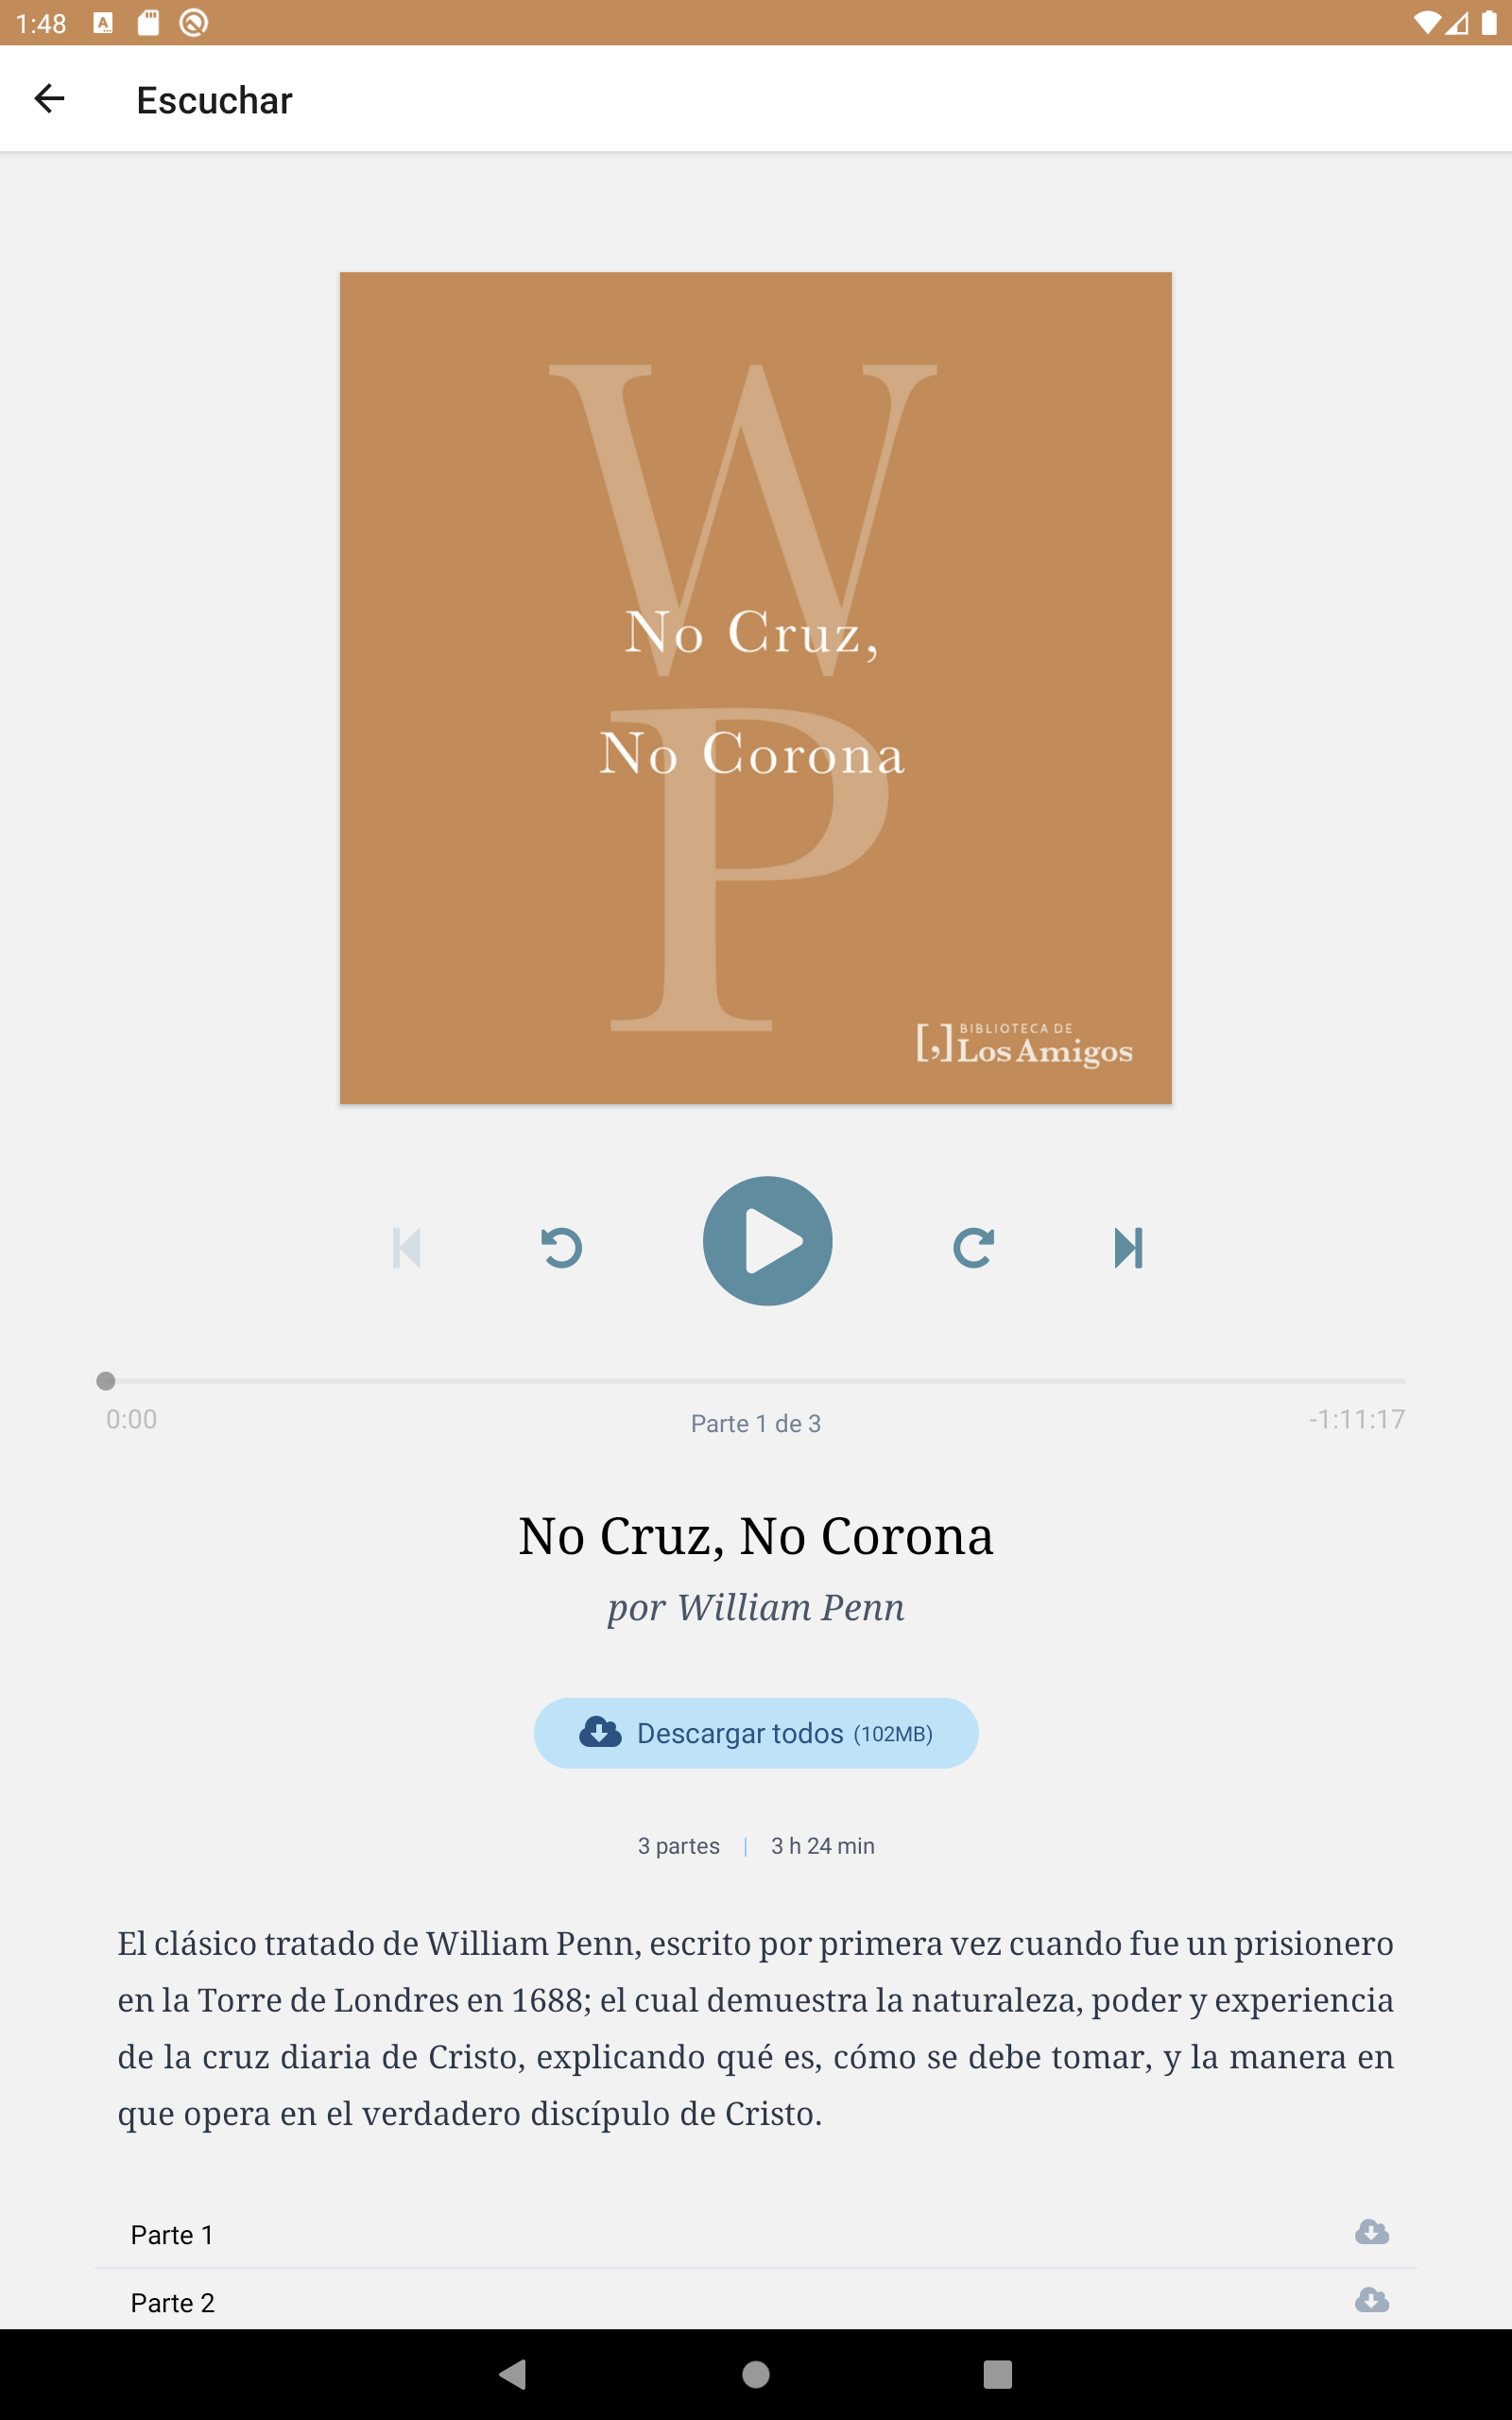 1:48
Escuchar
W
P
No Cruz,
No Corona
[,] BIBLIOTECA DE
Los Amigos
0:00 Parte 1 de 3 -1:11:17
No Cruz, No Corona
por William Penn
Descargar todos (102MB)
3 partes | 3 h 24 min
El clásico tratado de William Penn, escrito por primera vez cuando fue un prisionero
en la Torre de Londres en 1688; el cual demuestra la naturaleza, poder y experiencia
de la cruz diaria de Cristo, explicando qué es, cómo se debe tomar, y la manera en
que opera en el verdadero discípulo de Cristo.
Parte 1
Parte 2